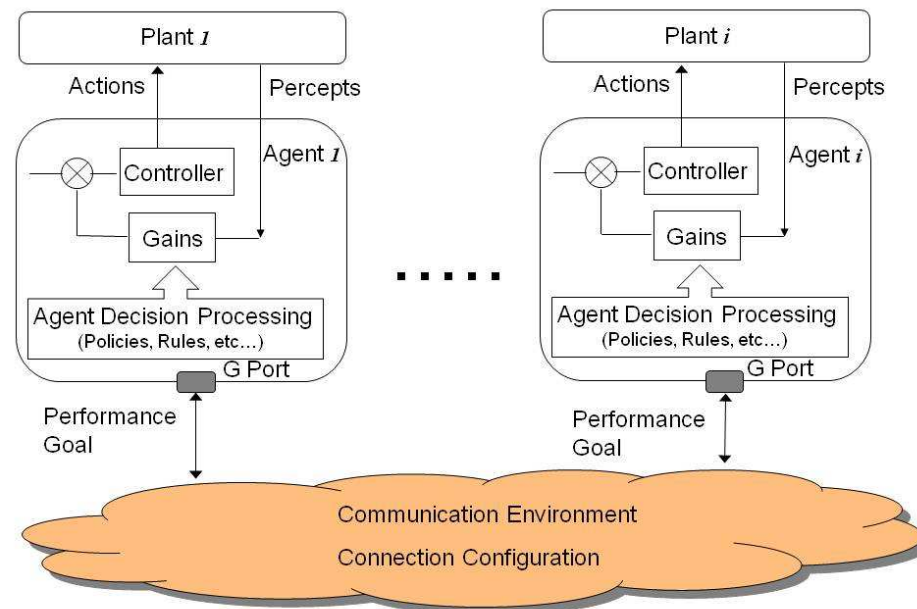 Plant 1
Actions
Percepts
Agent 1
Controller
Gains
Agent Decision Processing
(Policies, Rules, etc...)
G Port
Performance
Goal
Plant i
Actions
Percepts
Agent i
Controller
Gains
Agent Decision Processing
(Policies, Rules, etc...)
G Port
Performance
Goal
Communication Environment
Connection Configuration